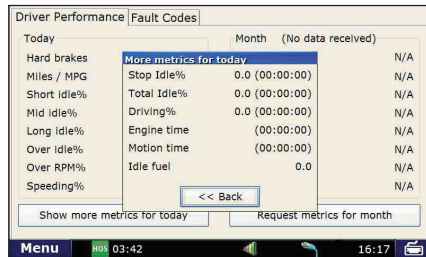 Driver Performance Fault Codes
Today
Month (No data received)
Hard brakes N/A
Miles / MPG N/A
Short idle% N/A
Mid idle% N/A
Long idle% N/A
Over idle% N/A
Over RPM% N/A
Speeding% N/A
More metrics for today
Stop Idle% 0.0 (00:00:00)
Total Idle% 0.0 (00:00:00)
Driving% 0.0 (00:00:00)
Engine time (00:00:00)
Motion time (00:00:00)
Idle fuel 0.0
<< Back
Show more metrics for today
Request metrics for month
Menu HOS 03:42 16:17